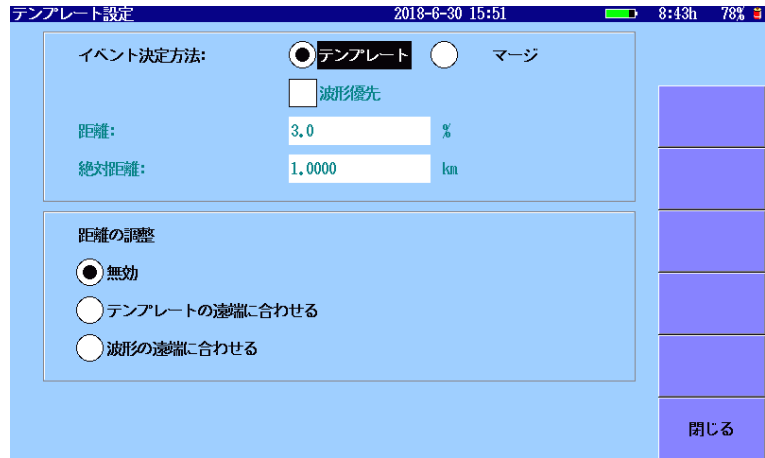 テンプレート設定 2018-6-30 15:51 8:43h 78%
イベント決定方法: テンプレート マージ
波形優先
距離: 3.0 %
絶対距離: 1.0000 km
距離の調整
無効
テンプレートの遠端に合わせる
波形の遠端に合わせる
閉じる